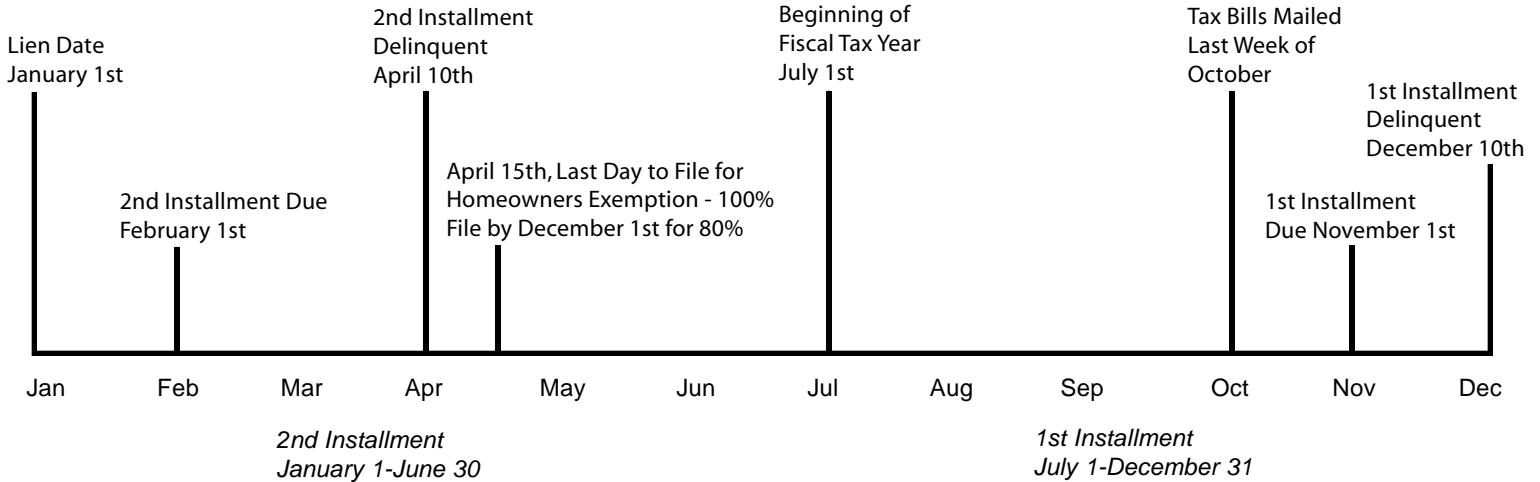 Lien Date
January 1st
2nd Installment Due
February 1st
2nd Installment
Delinquent
April 10th
April 15th, Last Day to File for
Homeowners Exemption - 100%
File by December 1st for 80%
Beginning of
Fiscal Tax Year
July 1st
Tax Bills Mailed
Last Week of
October
1st Installment
Due November 1st
1st Installment
Delinquent
December 10th
Jan Feb Mar Apr May Jun Jul Aug Sep Oct Nov Dec
2nd Installment
January 1-June 30
1st Installment
July 1-December 31